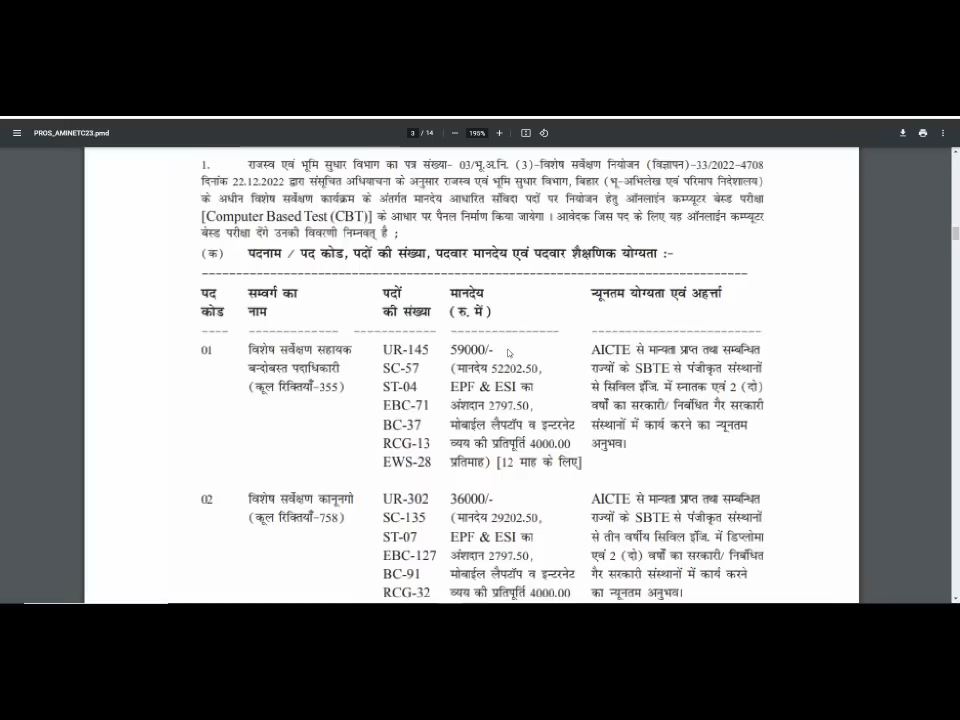 PROS_AMINETC23.pmd 3 / 14 195%
1. राजस्व एवं भूमि सुधार विभाग का पत्र संख्या- 03/भू.अ.नि. (3)-विशेष सर्वेक्षण नियोजन (विज्ञापन)-33/2022-4708
दिनांक 22.12.2022 द्वारा संसूचित अधियाचना के अनुसार राजस्व एवं भूमि सुधार विभाग, बिहार (भू-अभिलेख एवं परिमाप निदेशालय)
के अधीन विशेष सर्वेक्षण कार्यक्रम के अंतर्गत मानदेय आधारित संविदा पदों पर नियोजन हेतु ऑनलाईन कम्प्यूटर बेस्ड परीक्षा
[Computer Based Test (CBT)] के आधार पर पैनल निर्माण किया जायेगा । आवेदक जिस पद के लिए यह ऑनलाईन कम्प्यूटर
बेस्ड परीक्षा देंगे उनकी विवरणी निम्नवत् है ;
(क) पदनाम / पद कोड, पदों की संख्या, पदवार मानदेय एवं पदवार शैक्षणिक योग्यता :-
पद सम्वर्ग का पदों मानदेय न्यूनतम योग्यता एवं अहर्त्ता
कोड नाम की संख्या ( रु. में )
01 विशेष सर्वेक्षण सहायक UR-145 59000/- AICTE से मान्यता प्राप्त तथा सम्बन्धित
बन्दोबस्त पदाधिकारी SC-57 (मानदेय 52202.50, राज्यों के SBTE से पंजीकृत संस्थानों
(कूल रिक्तियाँ-355) ST-04 EPF & ESI का से सिविल इंजि. में स्नातक एवं 2 (दो)
EBC-71 अंशदान 2797.50, वर्षों का सरकारी/ निबंधित गैर सरकारी
BC-37 मोबाईल लैपटॉप व इन्टरनेट संस्थानों में कार्य करने का न्यूनतम
RCG-13 व्यय की प्रतिपूर्ति 4000.00 अनुभव।
EWS-28 प्रतिमाह) [12 माह के लिए]
02 विशेष सर्वेक्षण कानूनगो UR-302 36000/- AICTE से मान्यता प्राप्त तथा सम्बन्धित
(कूल रिक्तियाँ-758) SC-135 (मानदेय 29202.50, राज्यों के SBTE से पंजीकृत संस्थानों
ST-07 EPF & ESI का से तीन वर्षीय सिविल इंजि. में डिप्लोमा
EBC-127 अंशदान 2797.50, एवं 2 (दो) वर्षों का सरकारी/ निबंधित
BC-91 मोबाईल लैपटॉप व इन्टरनेट गैर सरकारी संस्थानों में कार्य करने
RCG-32 व्यय की प्रतिपूर्ति 4000.00 का न्यूनतम अनुभव।